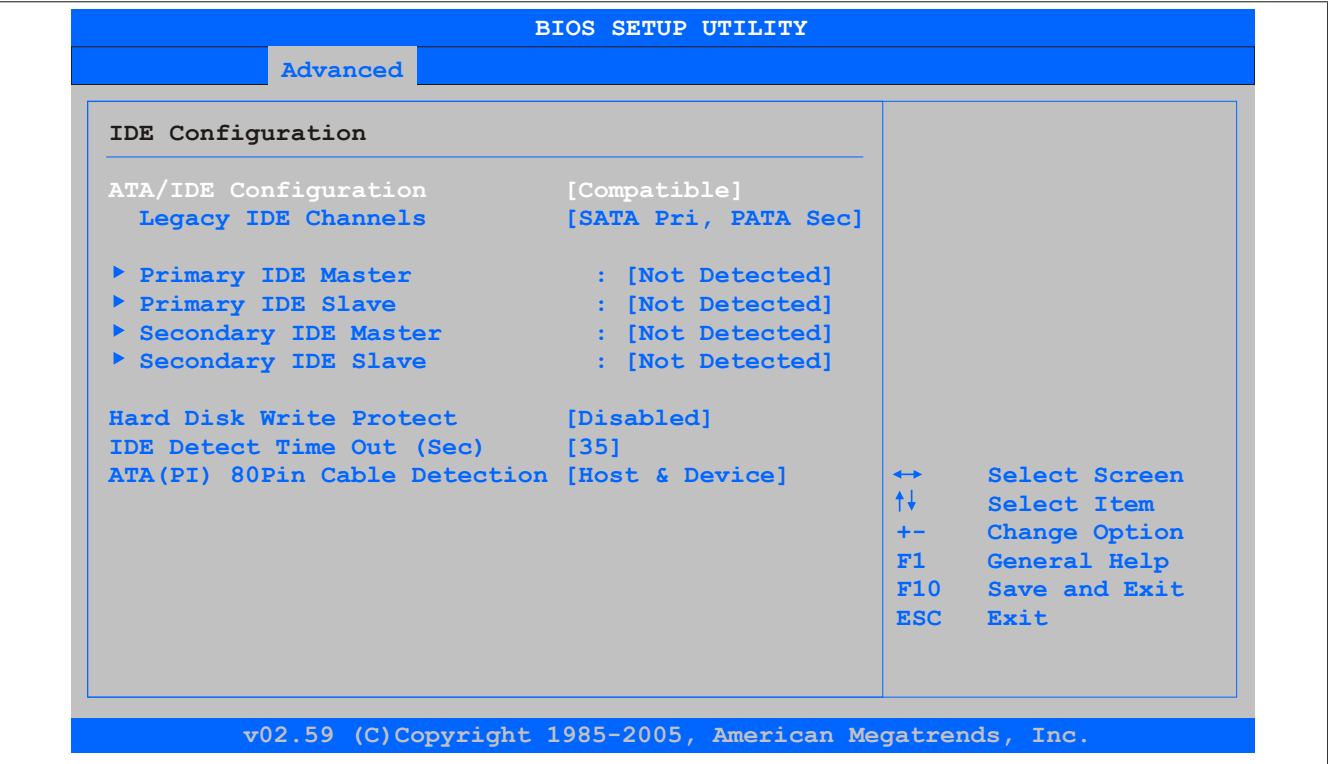 BIOS SETUP UTILITY
Advanced
IDE Configuration
ATA/IDE Configuration [Compatible]
Legacy IDE Channels [SATA Pri, PATA Sec]
Primary IDE Master : [Not Detected]
Primary IDE Slave : [Not Detected]
Secondary IDE Master : [Not Detected]
Secondary IDE Slave : [Not Detected]
Hard Disk Write Protect [Disabled]
IDE Detect Time Out (Sec) [35]
ATA(PI) 80Pin Cable Detection [Host & Device]
↔ Select Screen
↑↓ Select Item
+- Change Option
F1 General Help
F10 Save and Exit
ESC Exit
v02.59 (C)Copyright 1985-2005, American Megatrends, Inc.